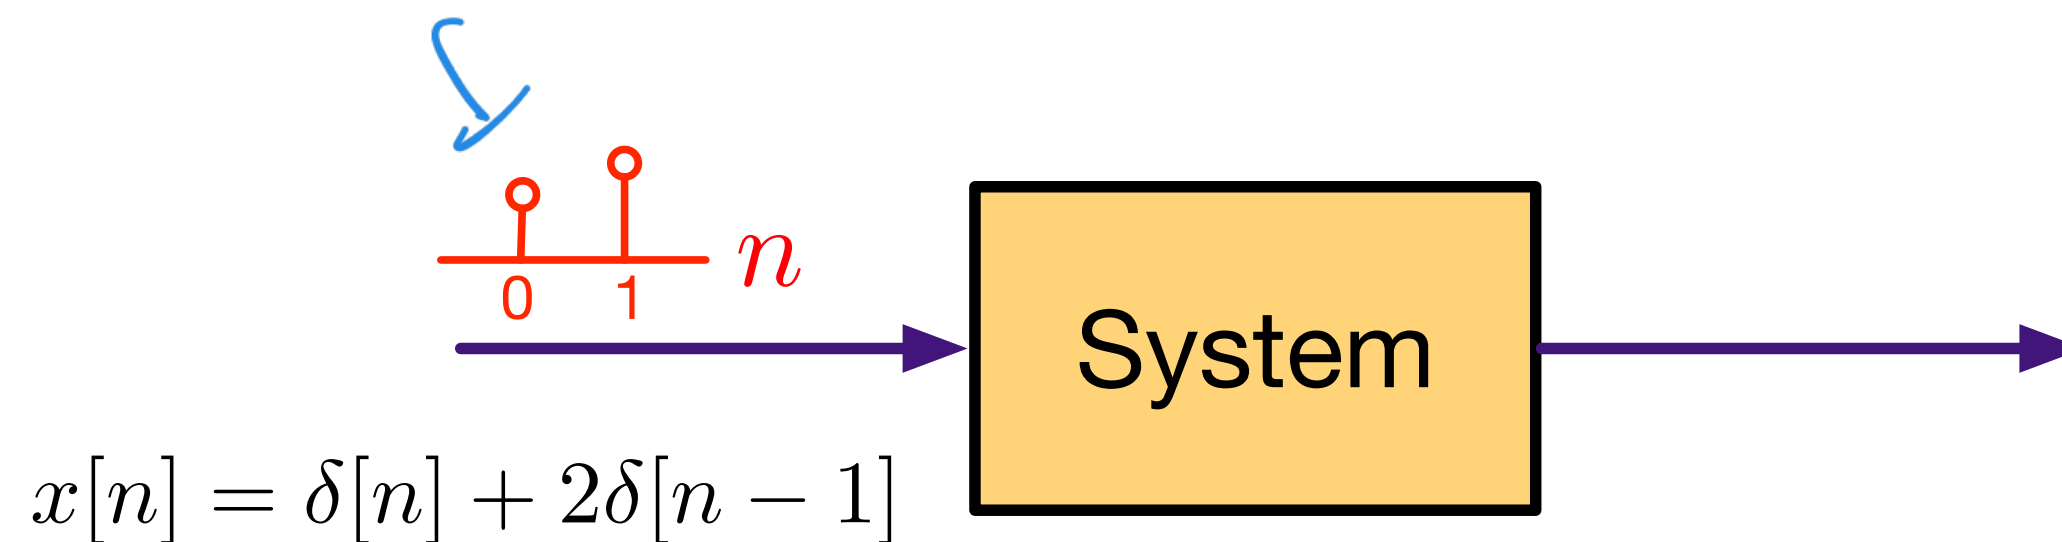 0 1 n
System
x[n] = δ[n] + 2δ[n − 1]